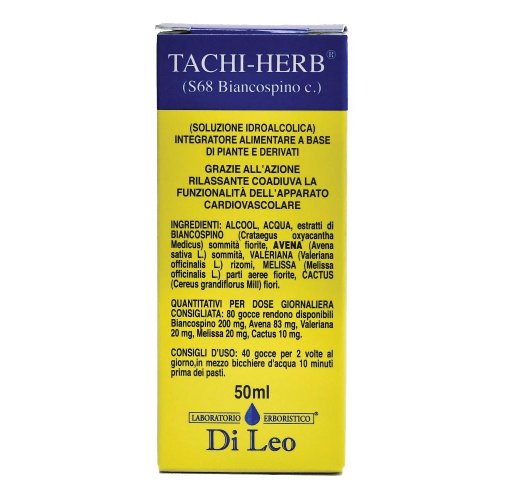 TACHI-HERB®
(S68 Biancospino c.)
(SOLUZIONE IDROALCOLICA)
INTEGRATORE ALIMENTARE A BASE
DI PIANTE E DERIVATI
GRAZIE ALL'AZIONE
RILASSANTE COADIUVA LA
FUNZIONALITÀ DELL'APPARATO
CARDIOVASCOLARE
INGREDIENTI: ALCOOL, ACQUA, estratti di
BIANCOSPINO (Crataegus oxyacantha
Medicus) sommità fiorite, AVENA (Avena
sativa L.) sommità, VALERIANA (Valeriana
officinalis L.) rizomi, MELISSA (Melissa
officinalis L.) parti aeree fiorite, CACTUS
(Cereus grandiflorus Mill) fiori.
QUANTITATIVI PER DOSE GIORNALIERA
CONSIGLIATA: 80 gocce rendono disponibili
Biancospino 200 mg, Avena 83 mg, Valeriana
20 mg, Melissa 20 mg, Cactus 10 mg.
CONSIGLI D'USO: 40 gocce per 2 volte al
giorno,in mezzo bicchiere d'acqua 10 minuti
prima dei pasti.
50ml
LABORATORIO ERBORISTICO®
Di Leo